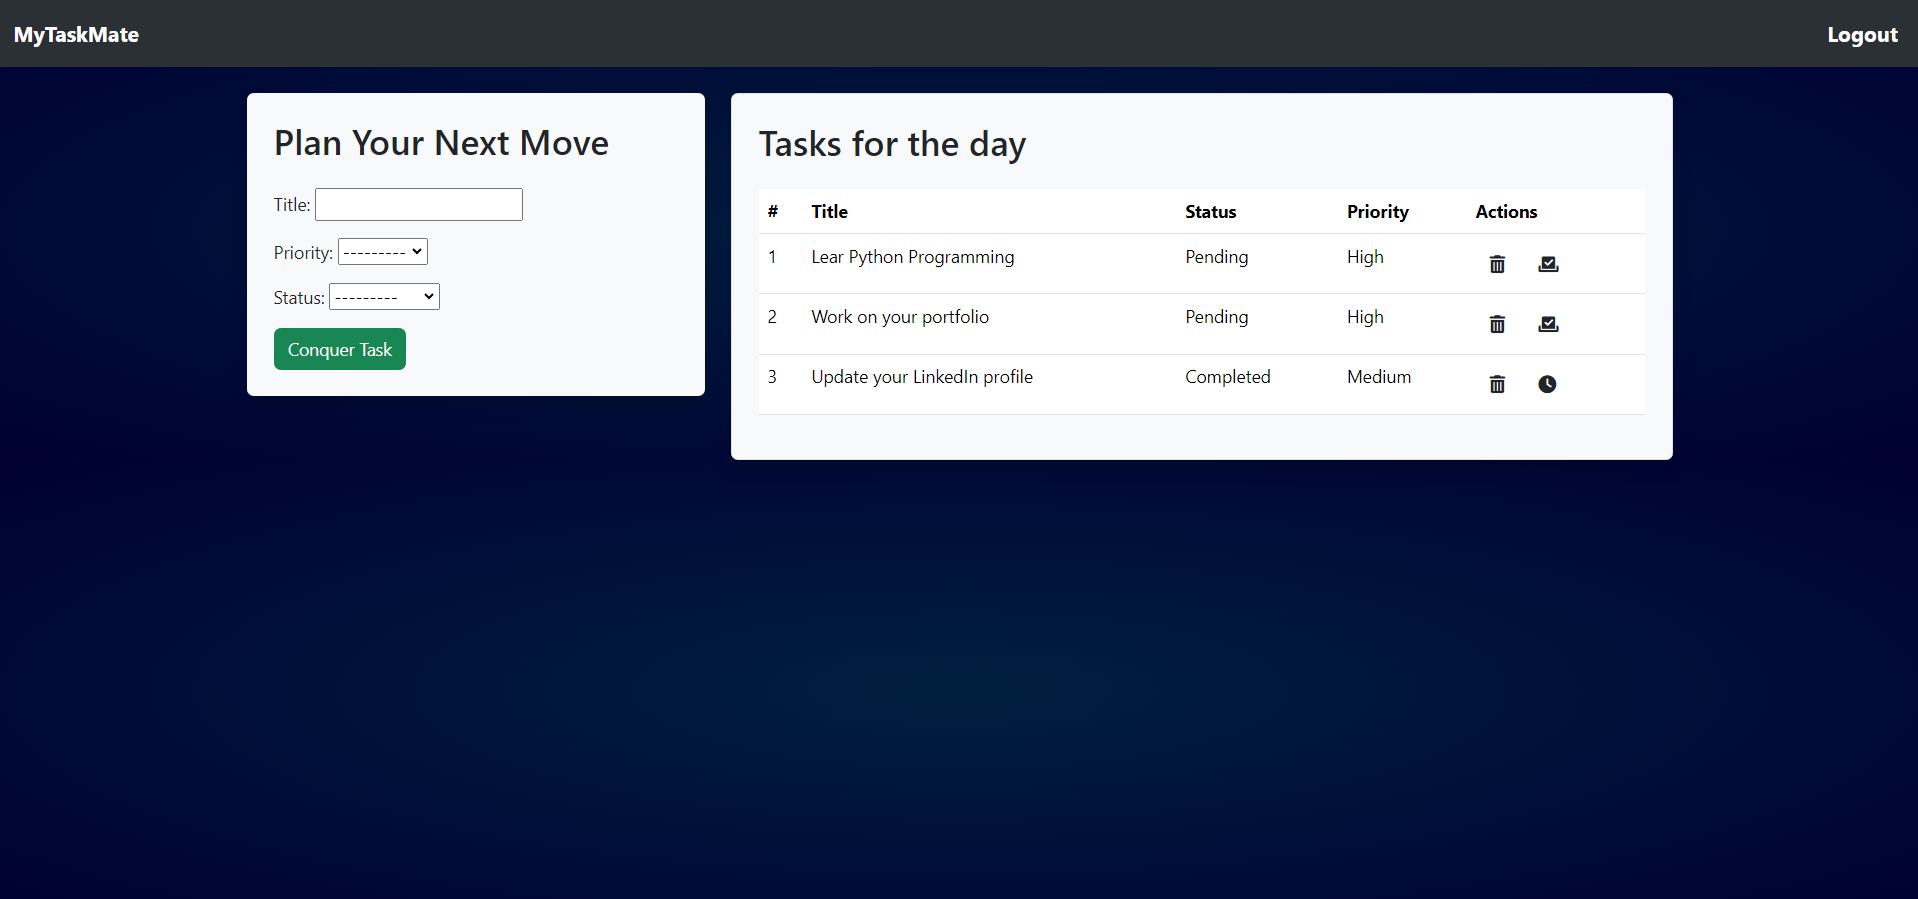 MyTaskMate
Logout
Plan Your Next Move
Title:
Priority: ---------
Status: ---------
Conquer Task
Tasks for the day
# Title Status Priority Actions
1 Lear Python Programming Pending High
2 Work on your portfolio Pending High
3 Update your LinkedIn profile Completed Medium